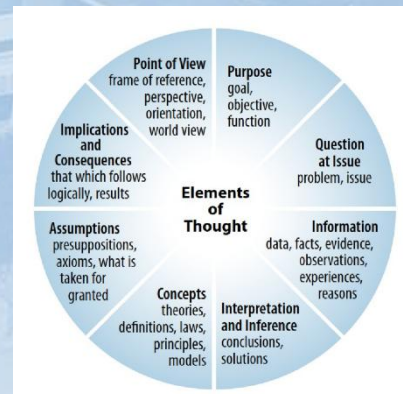 Point of View
frame of reference,
perspective,
orientation,
world view
Purpose
goal,
objective,
function
Question
at Issue
problem, issue
Information
data, facts, evidence,
observations,
experiences,
reasons
Interpretation
and Inference
conclusions,
solutions
Concepts
theories,
definitions, laws,
principles,
models
Assumptions
presuppositions,
axioms, what is
taken for
granted
Implications
and
Consequences
that which follows
logically, results
Elements
of
Thought